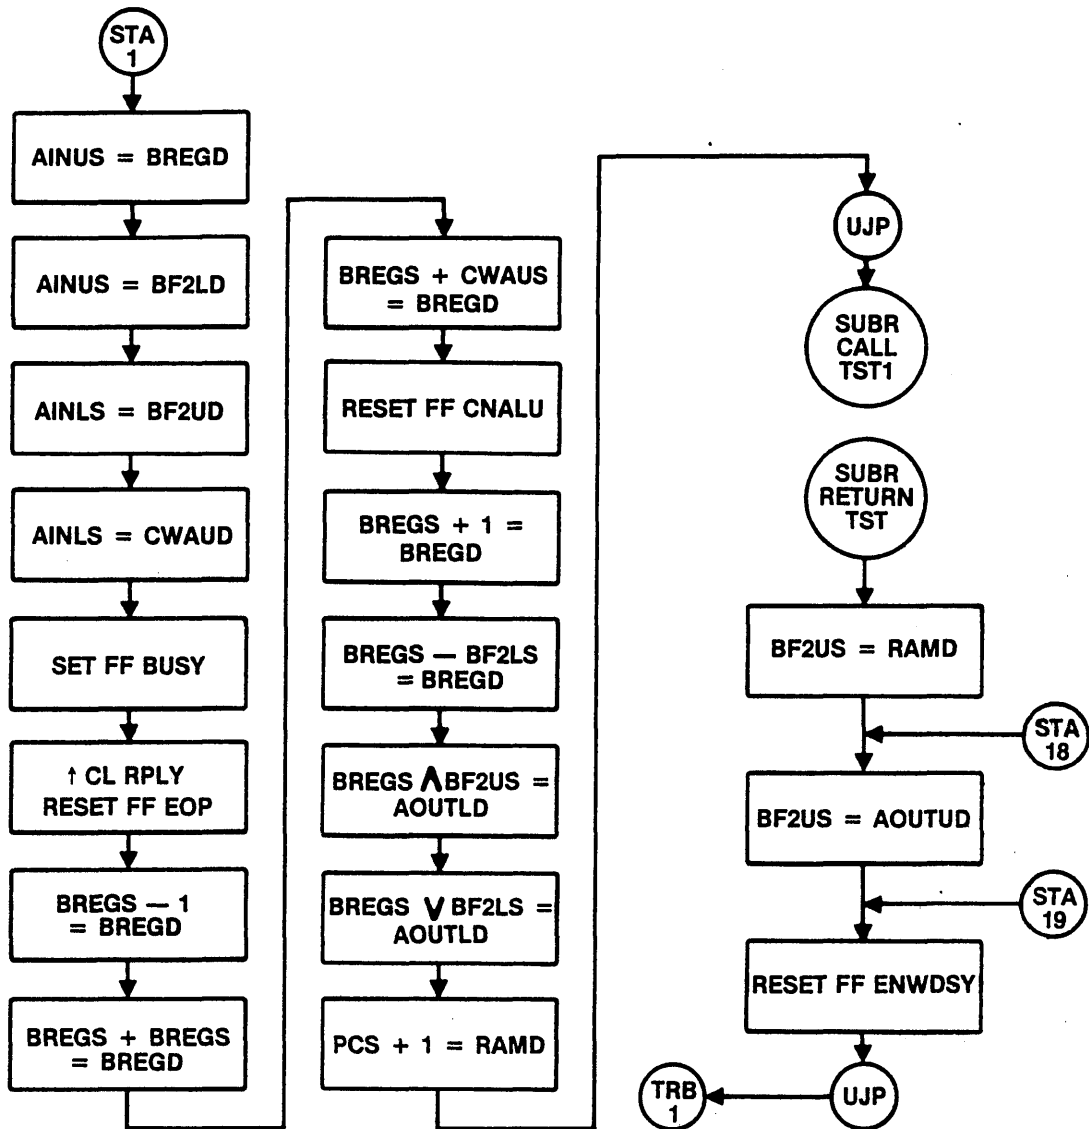 STA
1
AINUS = BREGD
AINUS = BF2LD
AINLS = BF2UD
AINLS = CWAUD
SET FF BUSY
↑ CL RPLY
RESET FF EOP
BREGS — 1
= BREGD
BREGS + BREGS
= BREGD
BREGS + CWAUS
= BREGD
RESET FF CNALU
BREGS + 1 =
BREGD
BREGS — BF2LS
= BREGD
BREGS ∧ BF2US =
AOUTLD
BREGS ∨ BF2LS =
AOUTLD
PCS + 1 = RAMD
UJP
SUBR
CALL
TST1
SUBR
RETURN
TST
BF2US = RAMD
STA
18
BF2US = AOUTUD
STA
19
RESET FF ENWDSY
UJP
TRB
1